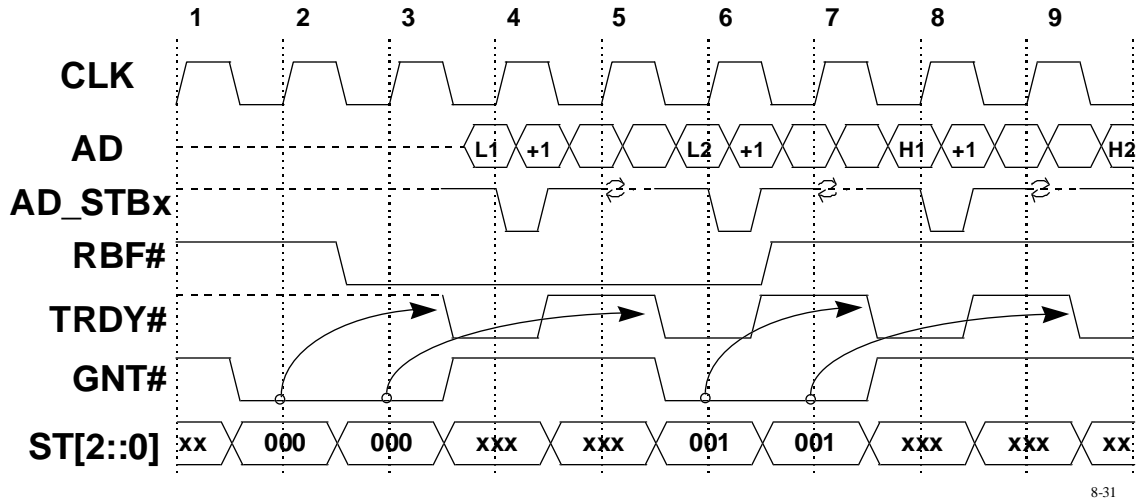 1 2 3 4 5 6 7 8 9
CLK
AD L1 +1 L2 +1 H1 +1 H2
AD_STBx
RBF#
TRDY#
GNT#
ST[2::0] xx 000 000 xxx xxx 001 001 xxx xxx xx
8-31